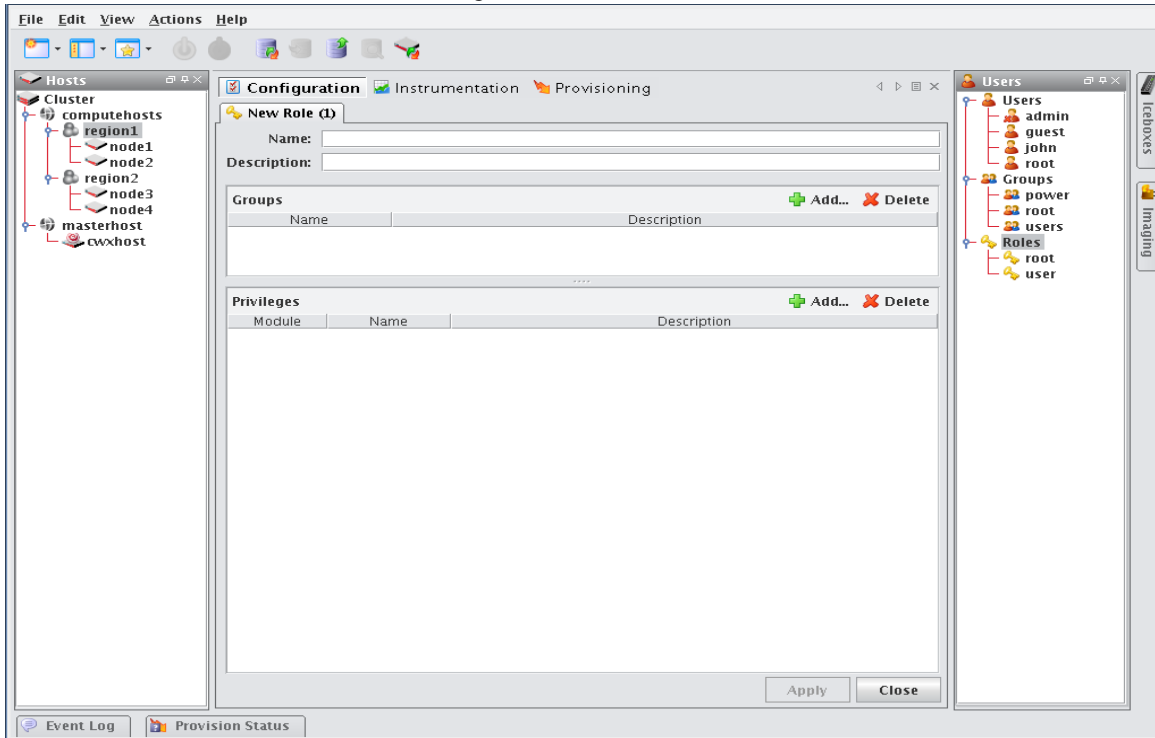 File Edit View Actions Help
Hosts
Cluster
computehosts
region1
node1
node2
region2
node3
node4
masterhost
cwxhost
Configuration Instrumentation Provisioning
New Role (1)
Name:
Description:
Groups Add... Delete
Name Description
Privileges Add... Delete
Module Name Description
Apply Close
Users
Users
admin
guest
john
root
Groups
power
root
users
Roles
root
user
Iceboxes
Imaging
Event Log Provision Status